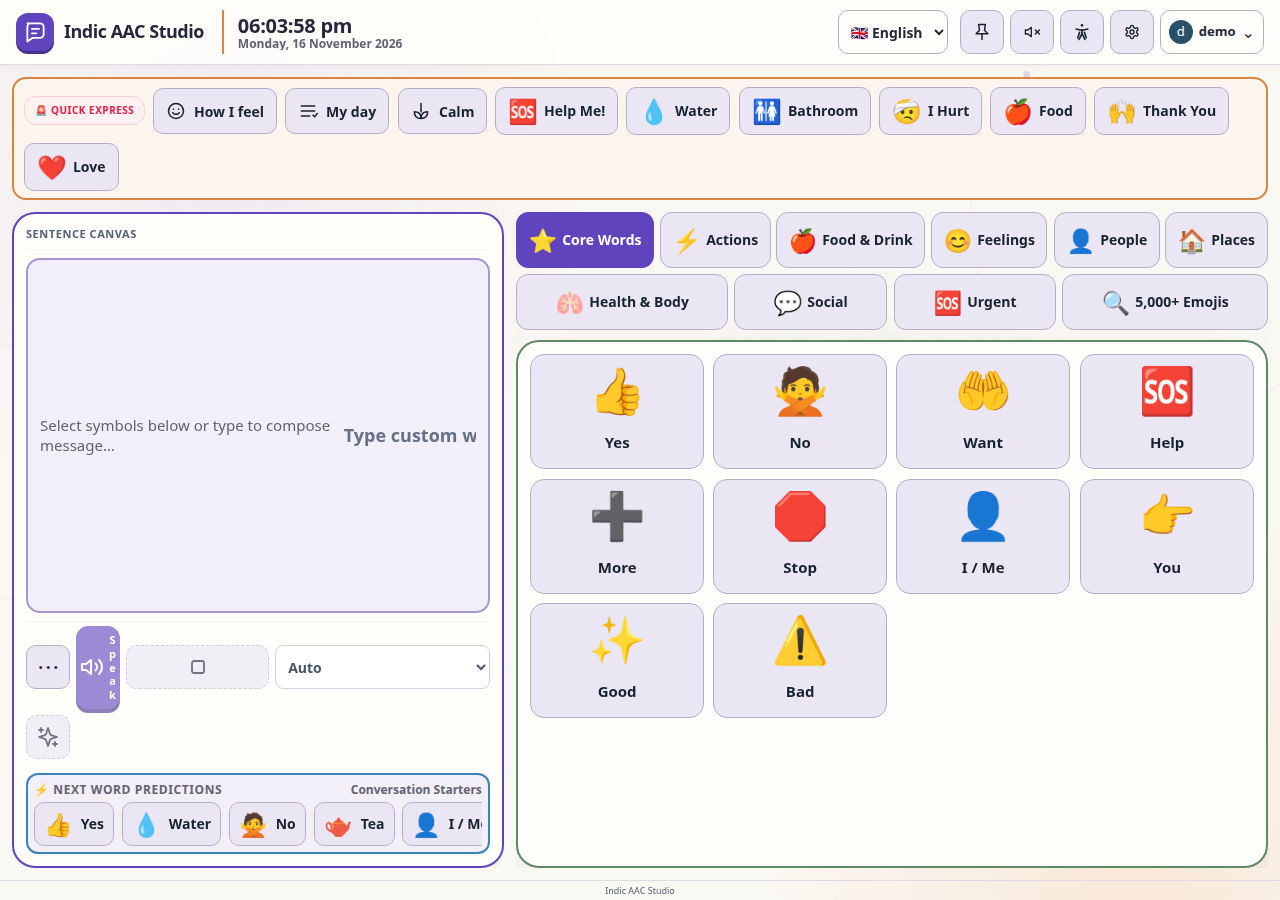 Indic AAC Studio
06:03:58 pm
Monday, 16 November 2026
🇬🇧 English
d demo
🚨 QUICK EXPRESS
How I feel
My day
Calm
🆘 Help Me!
Water
Bathroom
I Hurt
Food
Thank You
Love
SENTENCE CANVAS
Select symbols below or type to compose message...
Type custom w
Speak
Auto
⚡ NEXT WORD PREDICTIONS
Conversation Starters
Yes
Water
No
Tea
I / M
Core Words
Actions
Food & Drink
Feelings
People
Places
Health & Body
Social
🆘 Urgent
5,000+ Emojis
Yes
No
Want
🆘 Help
More
Stop
I / Me
You
Good
Bad
Indic AAC Studio